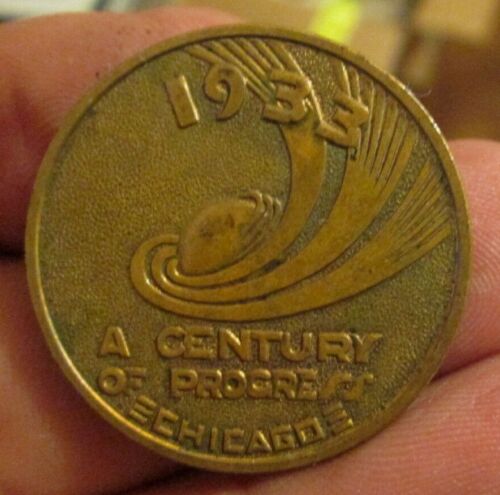 1933
A CENTURY
OF PROGRESS
CHICAGO